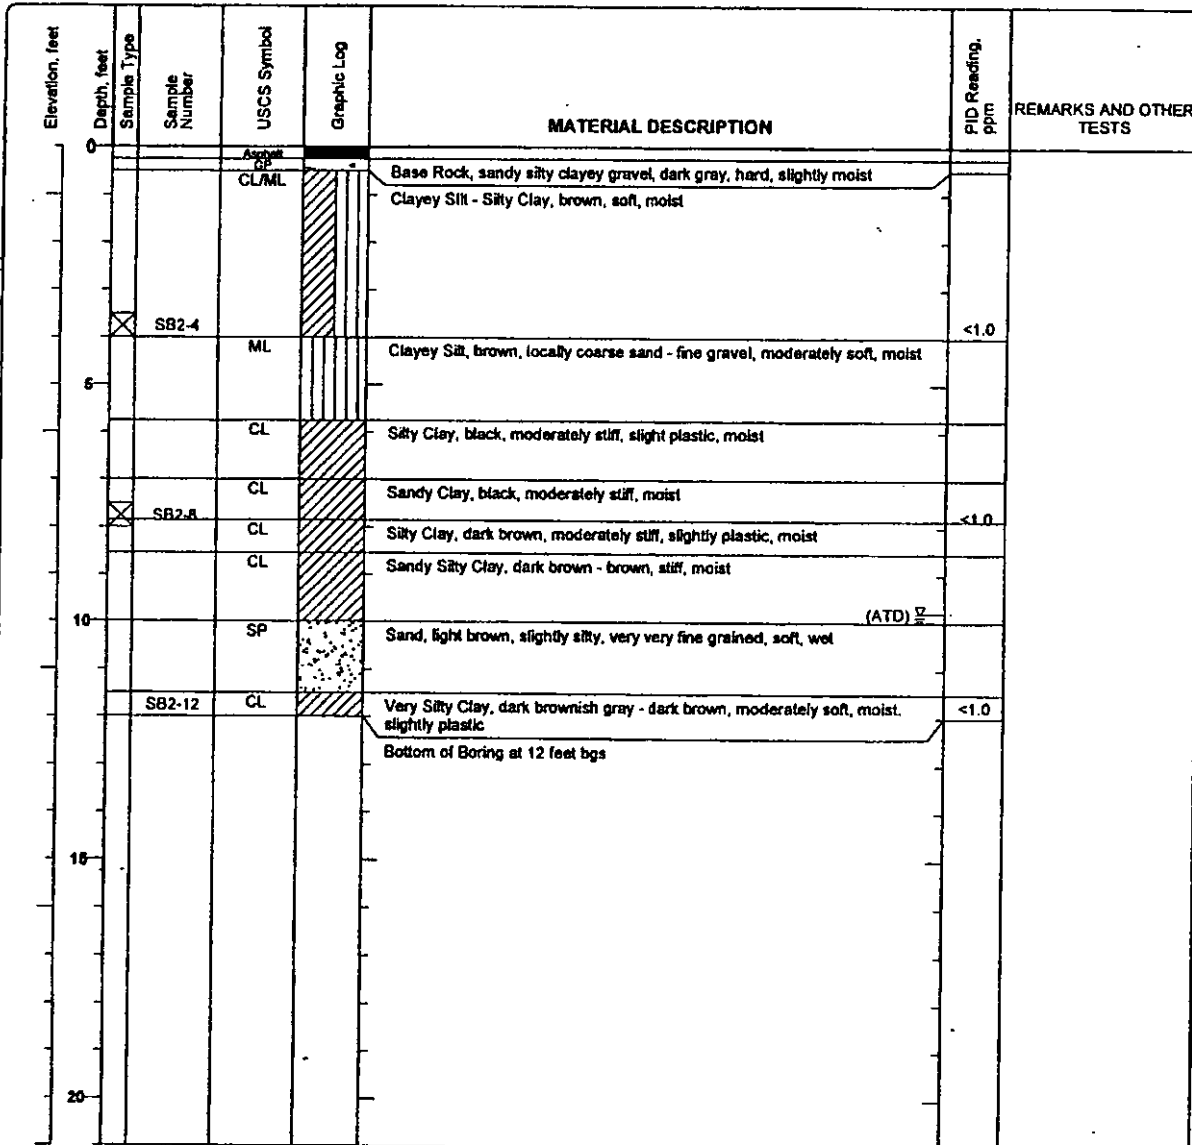 Elevation, feet
Depth, feet
Sample Type
Sample
Number
USCS Symbol
Graphic Log
MATERIAL DESCRIPTION
PID Reading,
ppm
REMARKS AND OTHER
TESTS
0
Asphalt
GP
Base Rock, sandy silty clayey gravel, dark gray, hard, slightly moist
CL/ML
Clayey Silt - Silty Clay, brown, soft, moist
SB2-4
<1.0
ML
Clayey Silt, brown, locally coarse sand - fine gravel, moderately soft, moist
5
CL
Silty Clay, black, moderately stiff, slight plastic, moist
CL
Sandy Clay, black, moderately stiff, moist
SB2-8
<1.0
CL
Silty Clay, dark brown, moderately stiff, slightly plastic, moist
CL
Sandy Silty Clay, dark brown - brown, stiff, moist
(ATD)
10
SP
Sand, light brown, slightly silty, very very fine grained, soft, wet
SB2-12
CL
Very Silty Clay, dark brownish gray - dark brown, moderately soft, moist.
slightly plastic
<1.0
Bottom of Boring at 12 feet bgs
15
20